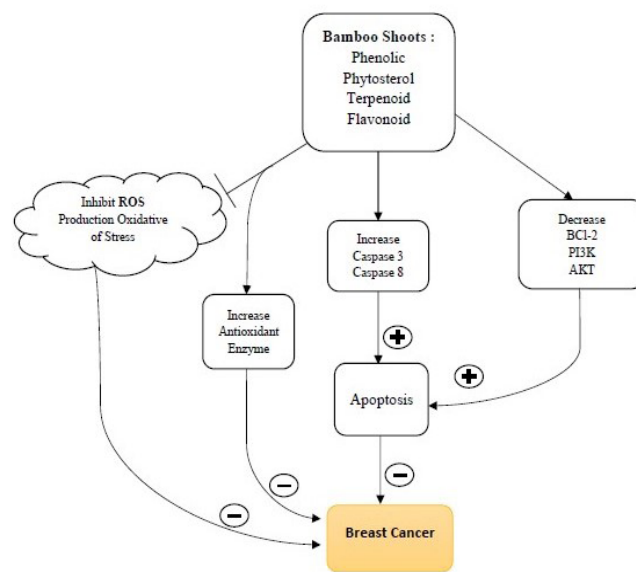 Bamboo Shoots :
Phenolic
Phytosterol
Terpenoid
Flavonoid
Inhibit ROS
Production Oxidative
of Stress
Increase
Antioxidant
Enzyme
Increase
Caspase 3
Caspase 8
Decrease
BCl-2
PI3K
AKT
+
+
Apoptosis
−
−
−
Breast Cancer